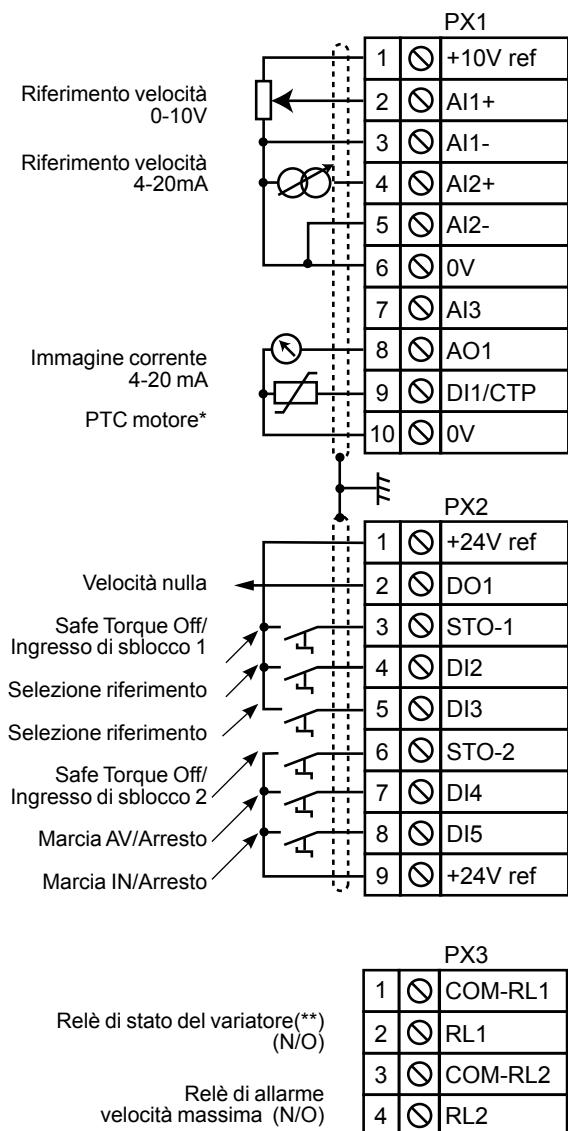 PX1
1 +10V ref
Riferimento velocità
0-10V
2 AI1+
3 AI1-
Riferimento velocità
4-20mA
4 AI2+
5 AI2-
6 0V
7 AI3
Immagine corrente
4-20 mA
8 AO1
PTC motore*
9 DI1/CTP
10 0V
PX2
1 +24V ref
Velocità nulla
2 DO1
Safe Torque Off/
Ingresso di sblocco 1
3 STO-1
Selezione riferimento
4 DI2
Selezione riferimento
5 DI3
Safe Torque Off/
Ingresso di sblocco 2
6 STO-2
Marcia AV/Arresto
7 DI4
Marcia IN/Arresto
8 DI5
9 +24V ref
PX3
1 COM-RL1
Relè di stato del variatore(**)
(N/O)
2 RL1
3 COM-RL2
Relè di allarme
velocità massima (N/O)
4 RL2